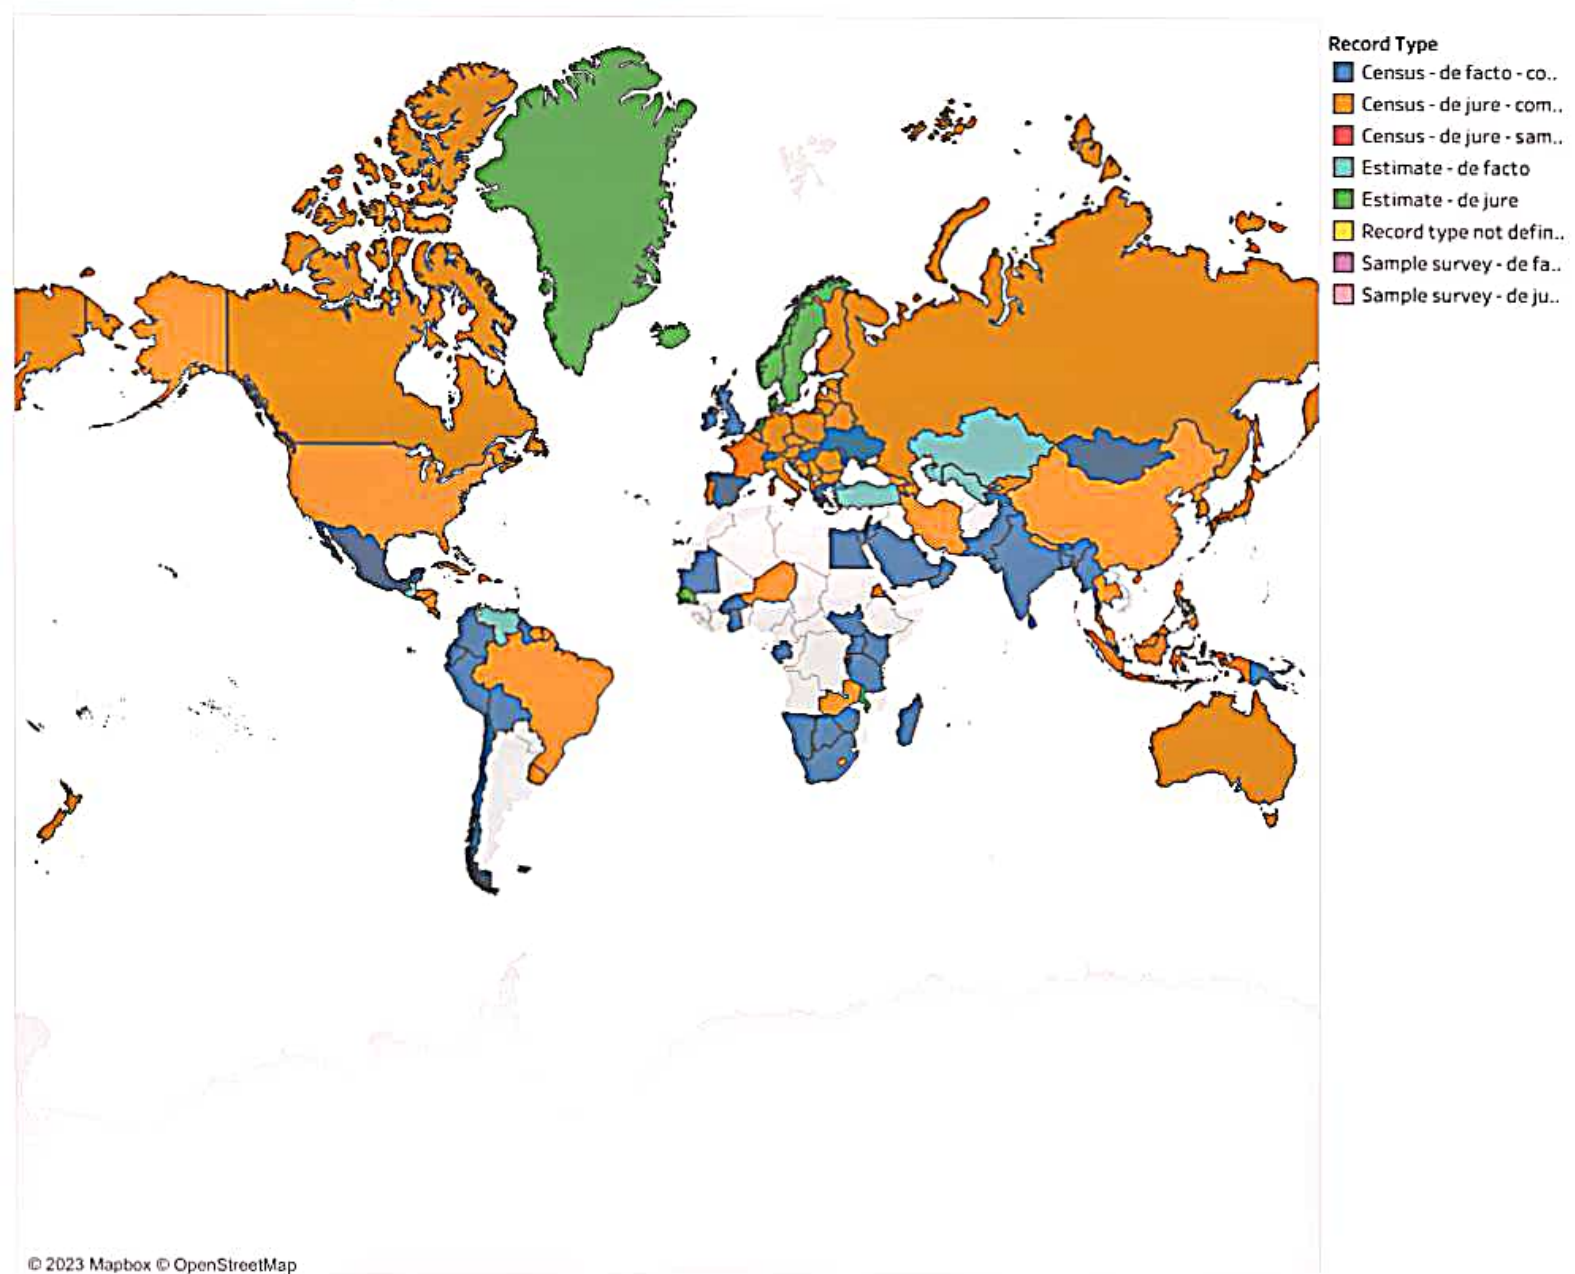 Record Type
Census - de facto - co..
Census - de jure - com..
Census - de jure - sam..
Estimate - de facto
Estimate - de jure
Record type not defin..
Sample survey - de fa..
Sample survey - de ju..
© 2023 Mapbox © OpenStreetMap